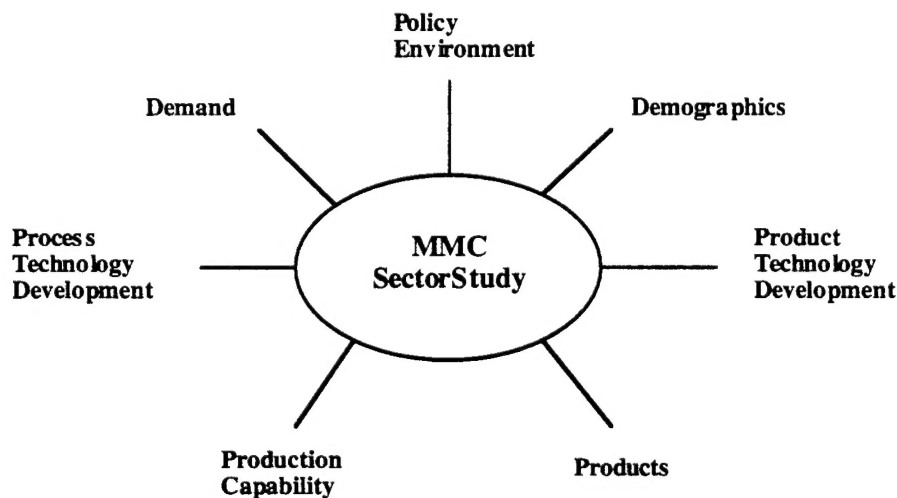 Policy
Environment
Demand
Demographics
Process
Technology
Development
MMC
SectorStudy
Product
Technology
Development
Production
Capability
Products